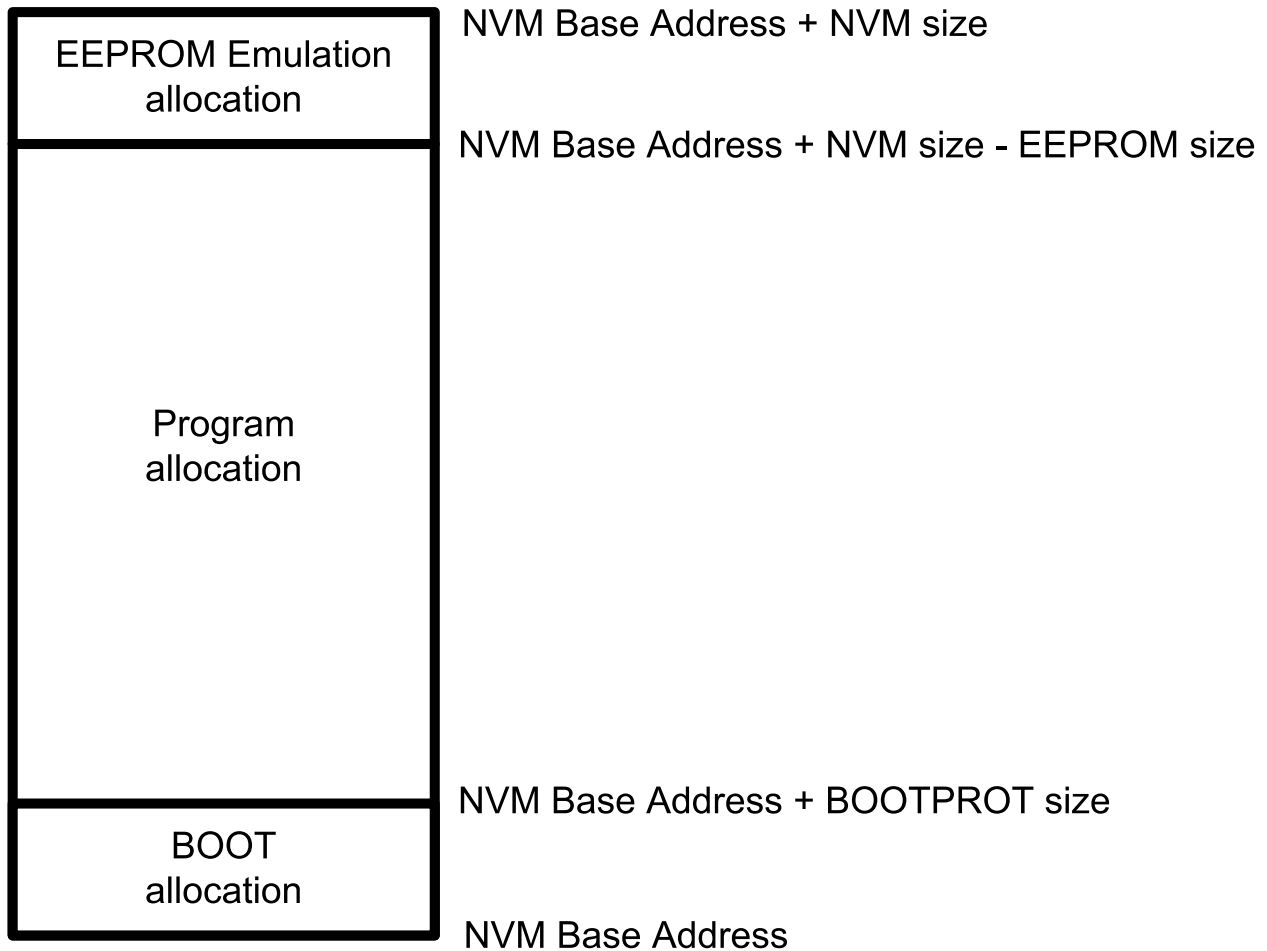 NVM Base Address + NVM size
EEPROM Emulation
allocation
NVM Base Address + NVM size - EEPROM size
Program
allocation
NVM Base Address + BOOTPROT size
BOOT
allocation
NVM Base Address